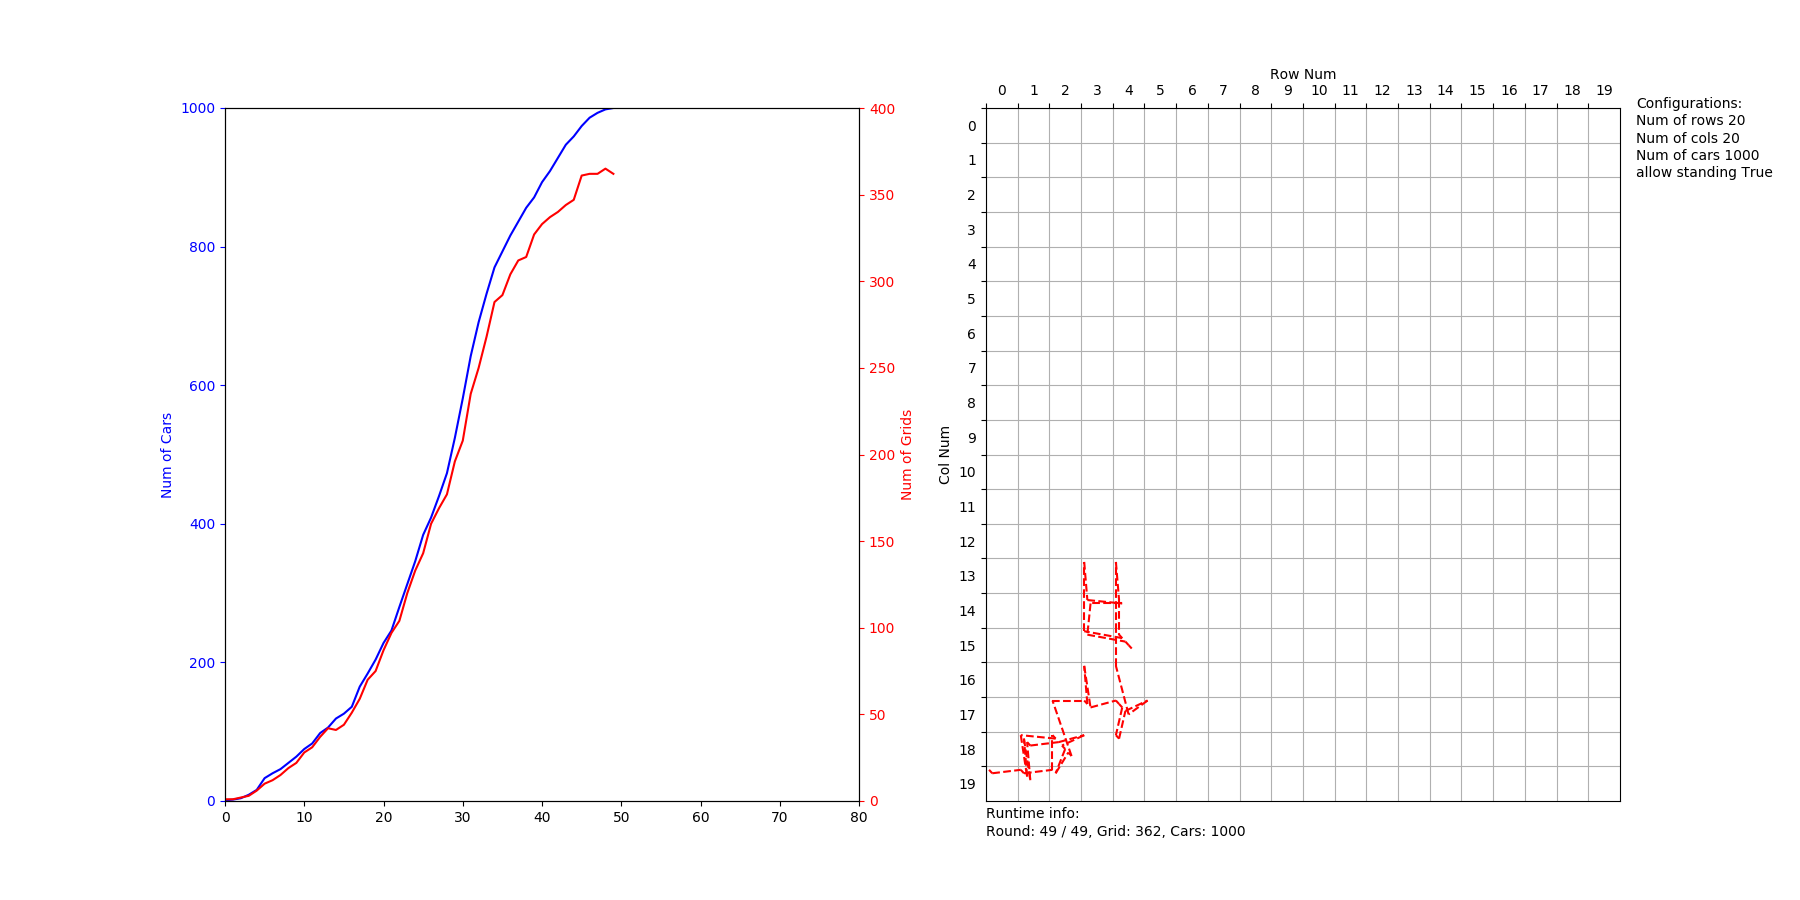 1000
800
600
400
200
0
Num of Cars
0 10 20 30 40 50 60 70 80
400
350
300
250
200
150
100
50
0
Num of Grids
Row Num
0 1 2 3 4 5 6 7 8 9 10 11 12 13 14 15 16 17 18 19
Col Num
0
1
2
3
4
5
6
7
8
9
10
11
12
13
14
15
16
17
18
19
Configurations:
Num of rows 20
Num of cols 20
Num of cars 1000
allow standing True
Runtime info:
Round: 49 / 49, Grid: 362, Cars: 1000